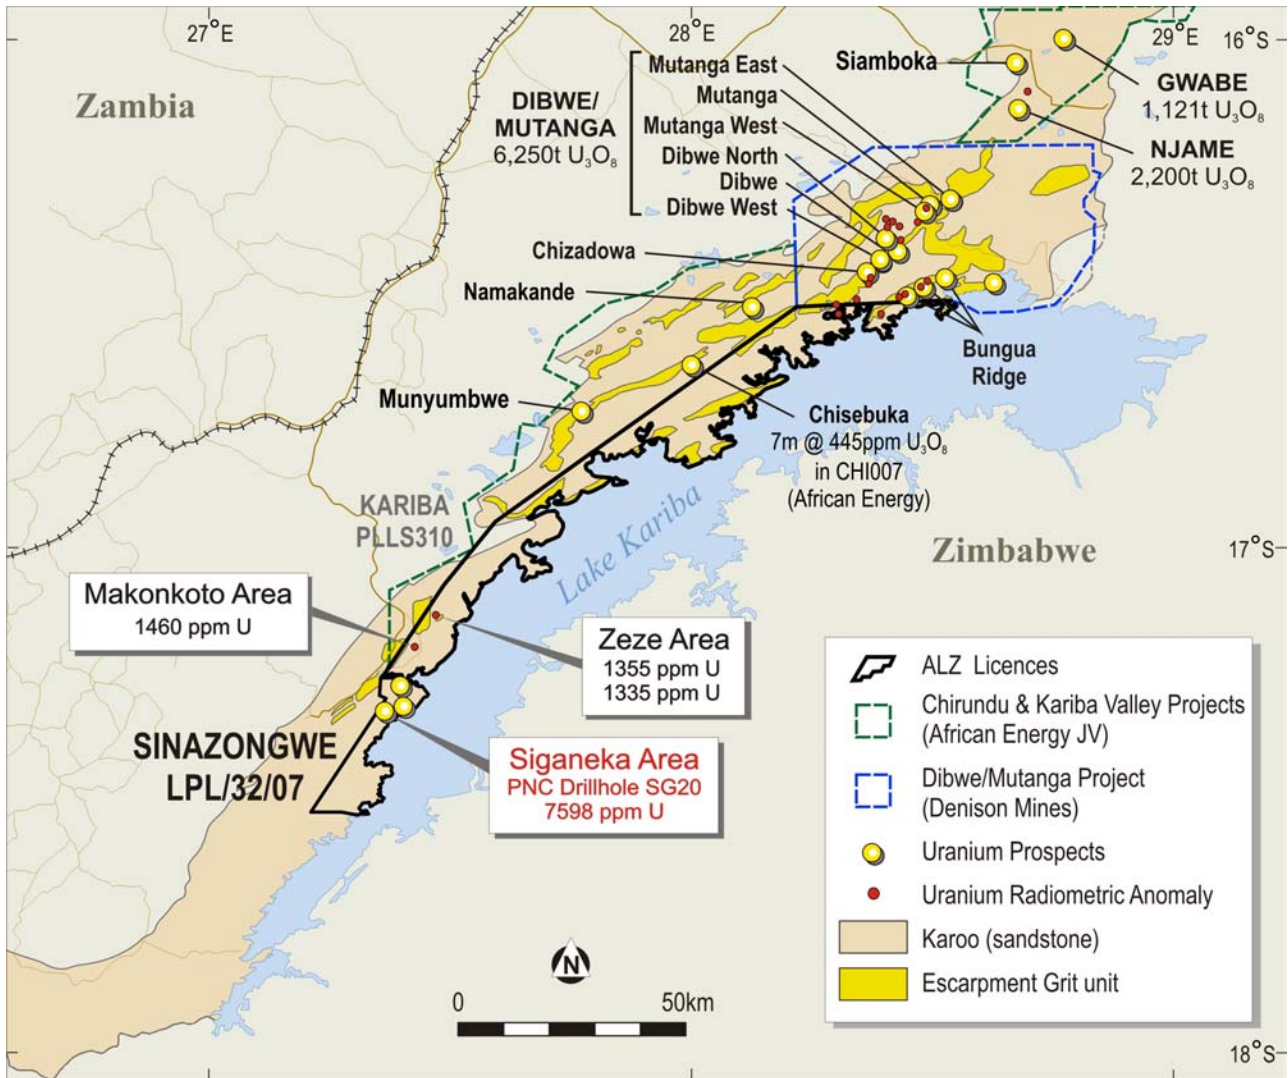 27°E
28°E
29°E
16°S
Zambia
DIBWE/
MUTANGA
6,250t U₃O₈
Mutanga East
Mutanga
Mutanga West
Dibwe North
Dibwe
Dibwe West
Siamboka
GWABE
1,121t U₃O₈
NJAME
2,200t U₃O₈
Chizadowa
Namakande
Munyumbwe
Bungua
Ridge
Chisebuka
7m @ 445ppm U₃O₈
in CHI007
(African Energy)
KARIBA
PLLS310
Lake Kariba
Zimbabwe
17°S
Makonkoto Area
1460 ppm U
Zeze Area
1355 ppm U
1335 ppm U
SINAZONGWE
LPL/32/07
Siganeka Area
PNC Drillhole SG20
7598 ppm U
ALZ Licences
Chirundu & Kariba Valley Projects
(African Energy JV)
Dibwe/Mutanga Project
(Denison Mines)
Uranium Prospects
Uranium Radiometric Anomaly
Karoo (sandstone)
Escarpment Grit unit
N
0
50km
18°S